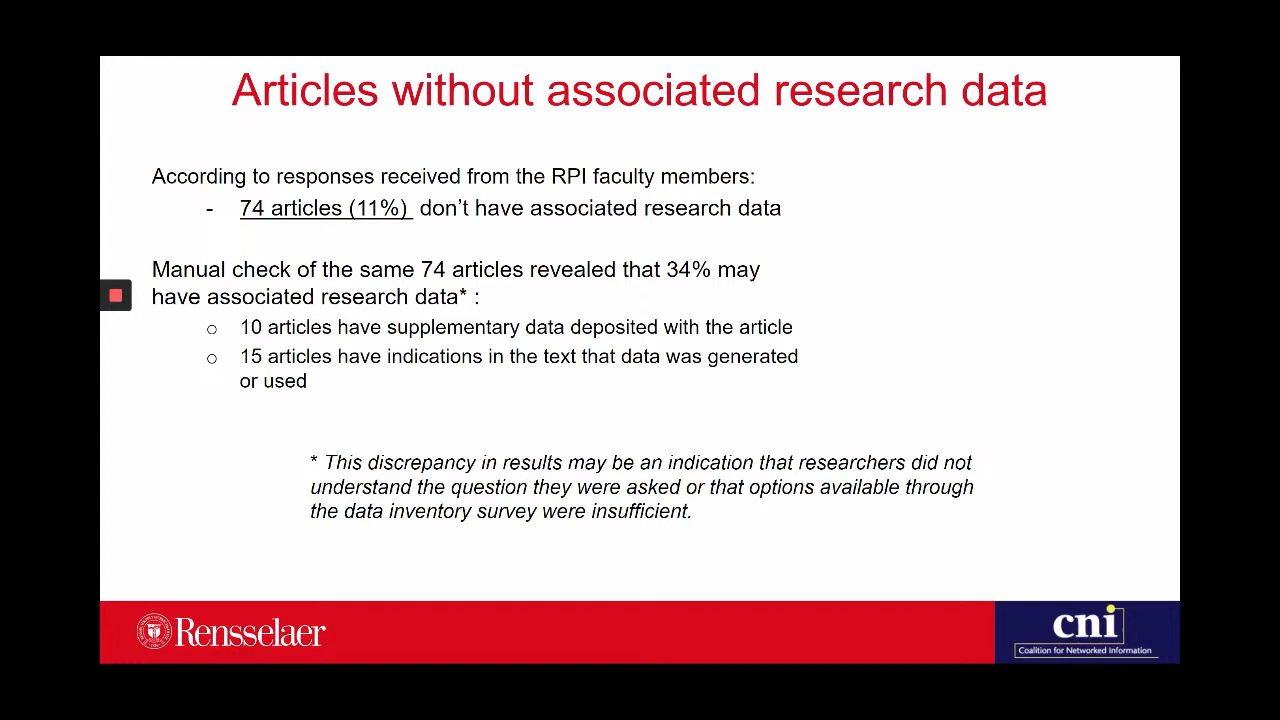 Articles without associated research data
According to responses received from the RPI faculty members:
- 74 articles (11%) don't have associated research data
Manual check of the same 74 articles revealed that 34% may
have associated research data* :
o 10 articles have supplementary data deposited with the article
o 15 articles have indications in the text that data was generated
or used
* This discrepancy in results may be an indication that researchers did not
understand the question they were asked or that options available through
the data inventory survey were insufficient.
Rensselaer
cni
Coalition for Networked Information